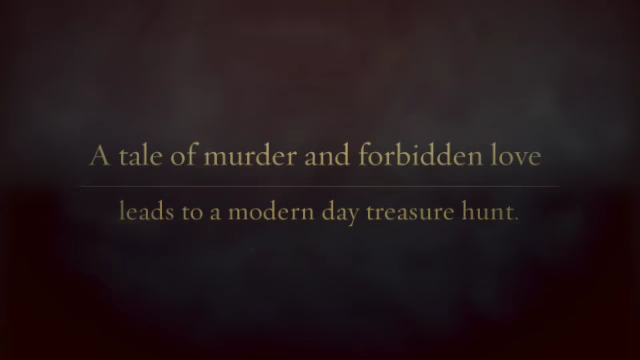 A tale of murder and forbidden love
leads to a modern day treasure hunt.